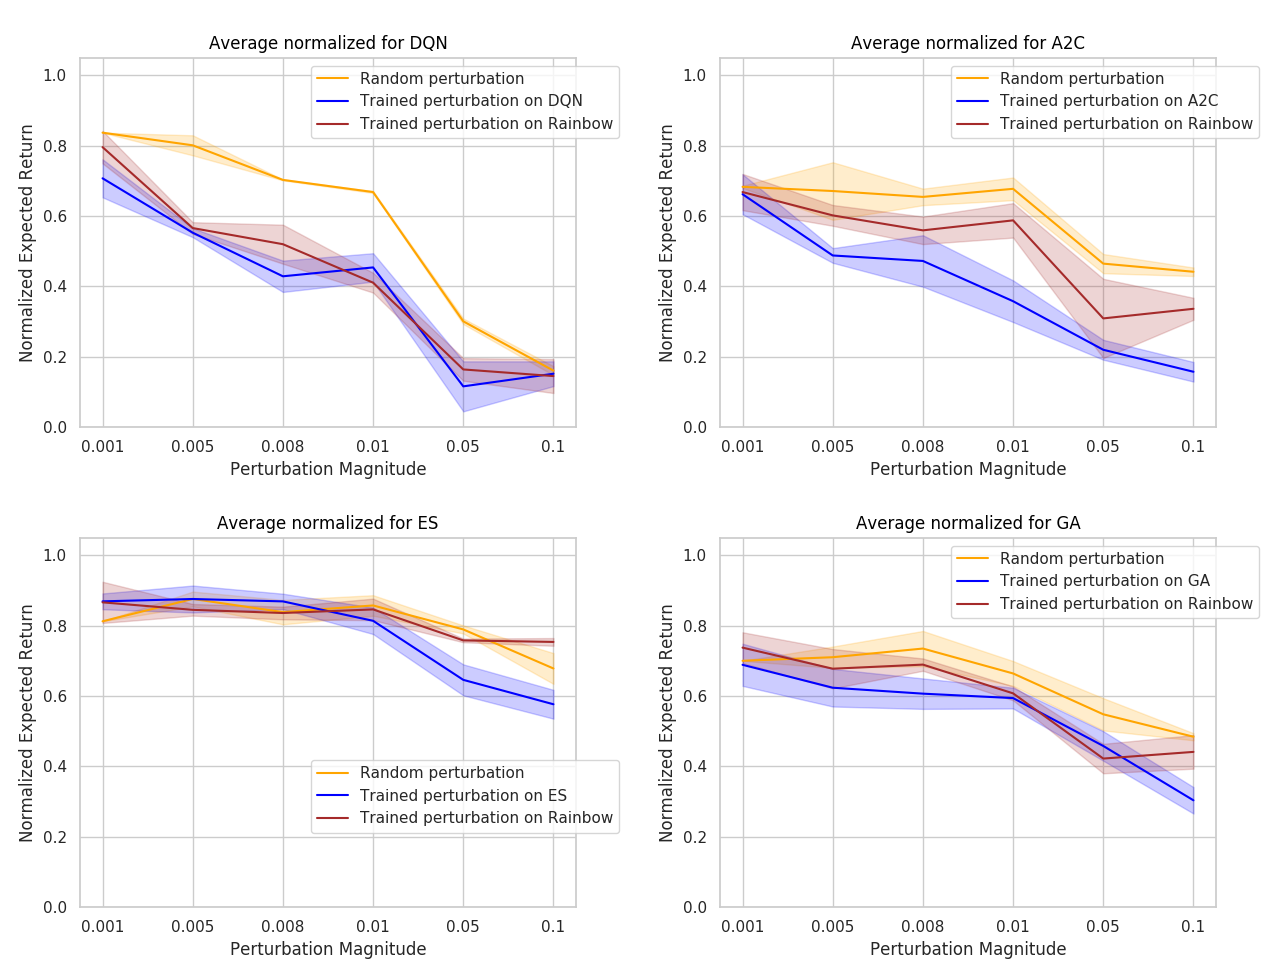 Average normalized for DQN
Normalized Expected Return
1.0
0.8
0.6
0.4
0.2
0.0
Random perturbation
Trained perturbation on DQN
Trained perturbation on Rainbow
0.001 0.005 0.008 0.01 0.05 0.1
Perturbation Magnitude
Average normalized for A2C
Normalized Expected Return
1.0
0.8
0.6
0.4
0.2
0.0
Random perturbation
Trained perturbation on A2C
Trained perturbation on Rainbow
0.001 0.005 0.008 0.01 0.05 0.1
Perturbation Magnitude
Average normalized for ES
Normalized Expected Return
1.0
0.8
0.6
0.4
0.2
0.0
Random perturbation
Trained perturbation on ES
Trained perturbation on Rainbow
0.001 0.005 0.008 0.01 0.05 0.1
Perturbation Magnitude
Average normalized for GA
Normalized Expected Return
1.0
0.8
0.6
0.4
0.2
0.0
Random perturbation
Trained perturbation on GA
Trained perturbation on Rainbow
0.001 0.005 0.008 0.01 0.05 0.1
Perturbation Magnitude